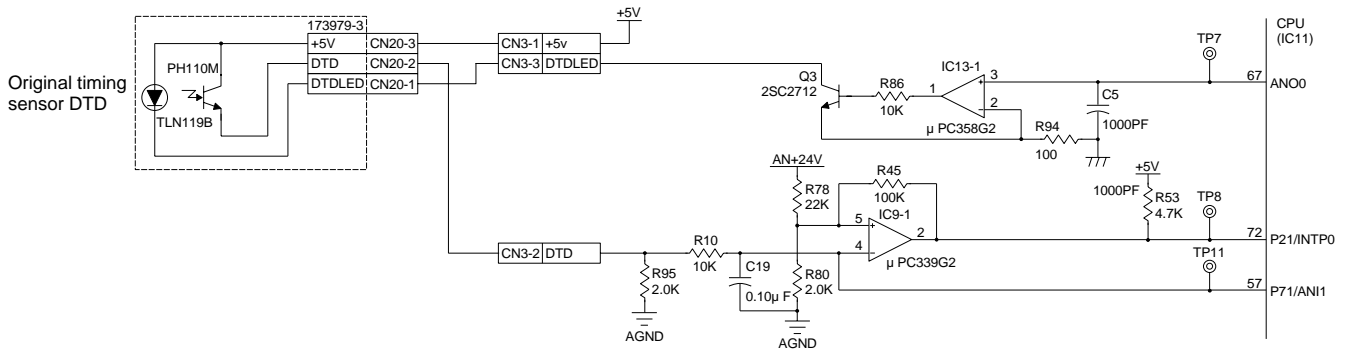 Original timing
sensor DTD
173979-3
+5V
CN20-3
DTD
CN20-2
DTDLED
CN20-1
PH110M
TLN119B
CN3-1
+5v
CN3-3
DTDLED
+5V
Q3
2SC2712
R86
10K
IC13-1
1
3
2
µ PC358G2
R94
100
C5
1000PF
TP7
67
ANO0
CPU
(IC11)
CN3-2
DTD
R95
2.0K
AGND
R10
10K
C19
0.10µ F
AN+24V
R78
22K
R80
2.0K
AGND
R45
100K
IC9-1
5
4
2
µ PC339G2
1000PF
+5V
R53
4.7K
TP8
72
P21/INTP0
TP11
57
P71/ANI1
+
−
+
−